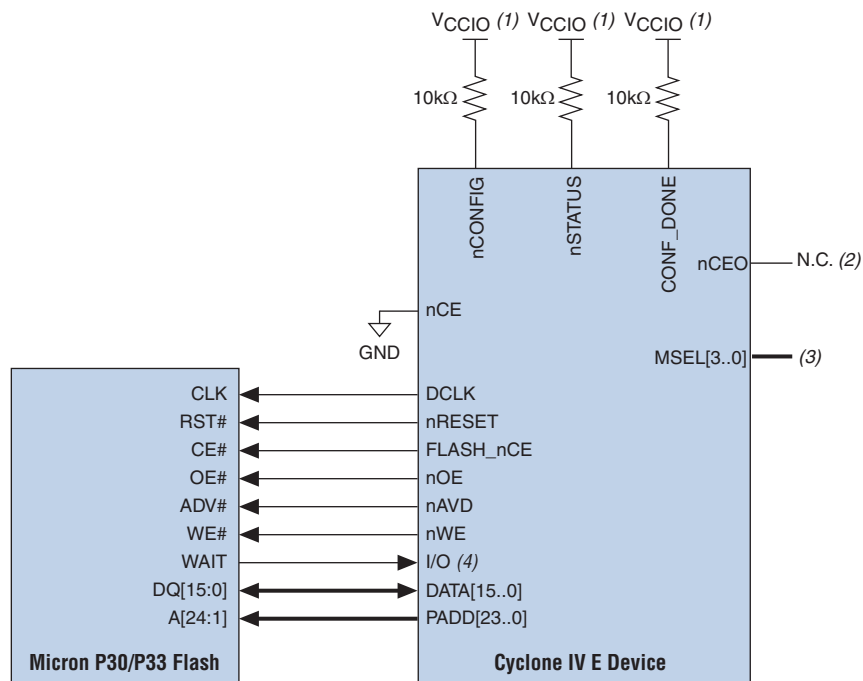 VCCIO (1) VCCIO (1) VCCIO (1)
10kΩ 10kΩ 10kΩ
nCONFIG
nSTATUS
CONF_DONE
nCEO N.C. (2)
nCE
GND
MSEL[3..0] (3)
CLK DCLK
RST# nRESET
CE# FLASH_nCE
OE# nOE
ADV# nAVD
WE# nWE
WAIT I/O (4)
DQ[15:0] DATA[15..0]
A[24:1] PADD[23..0]
Micron P30/P33 Flash Cyclone IV E Device